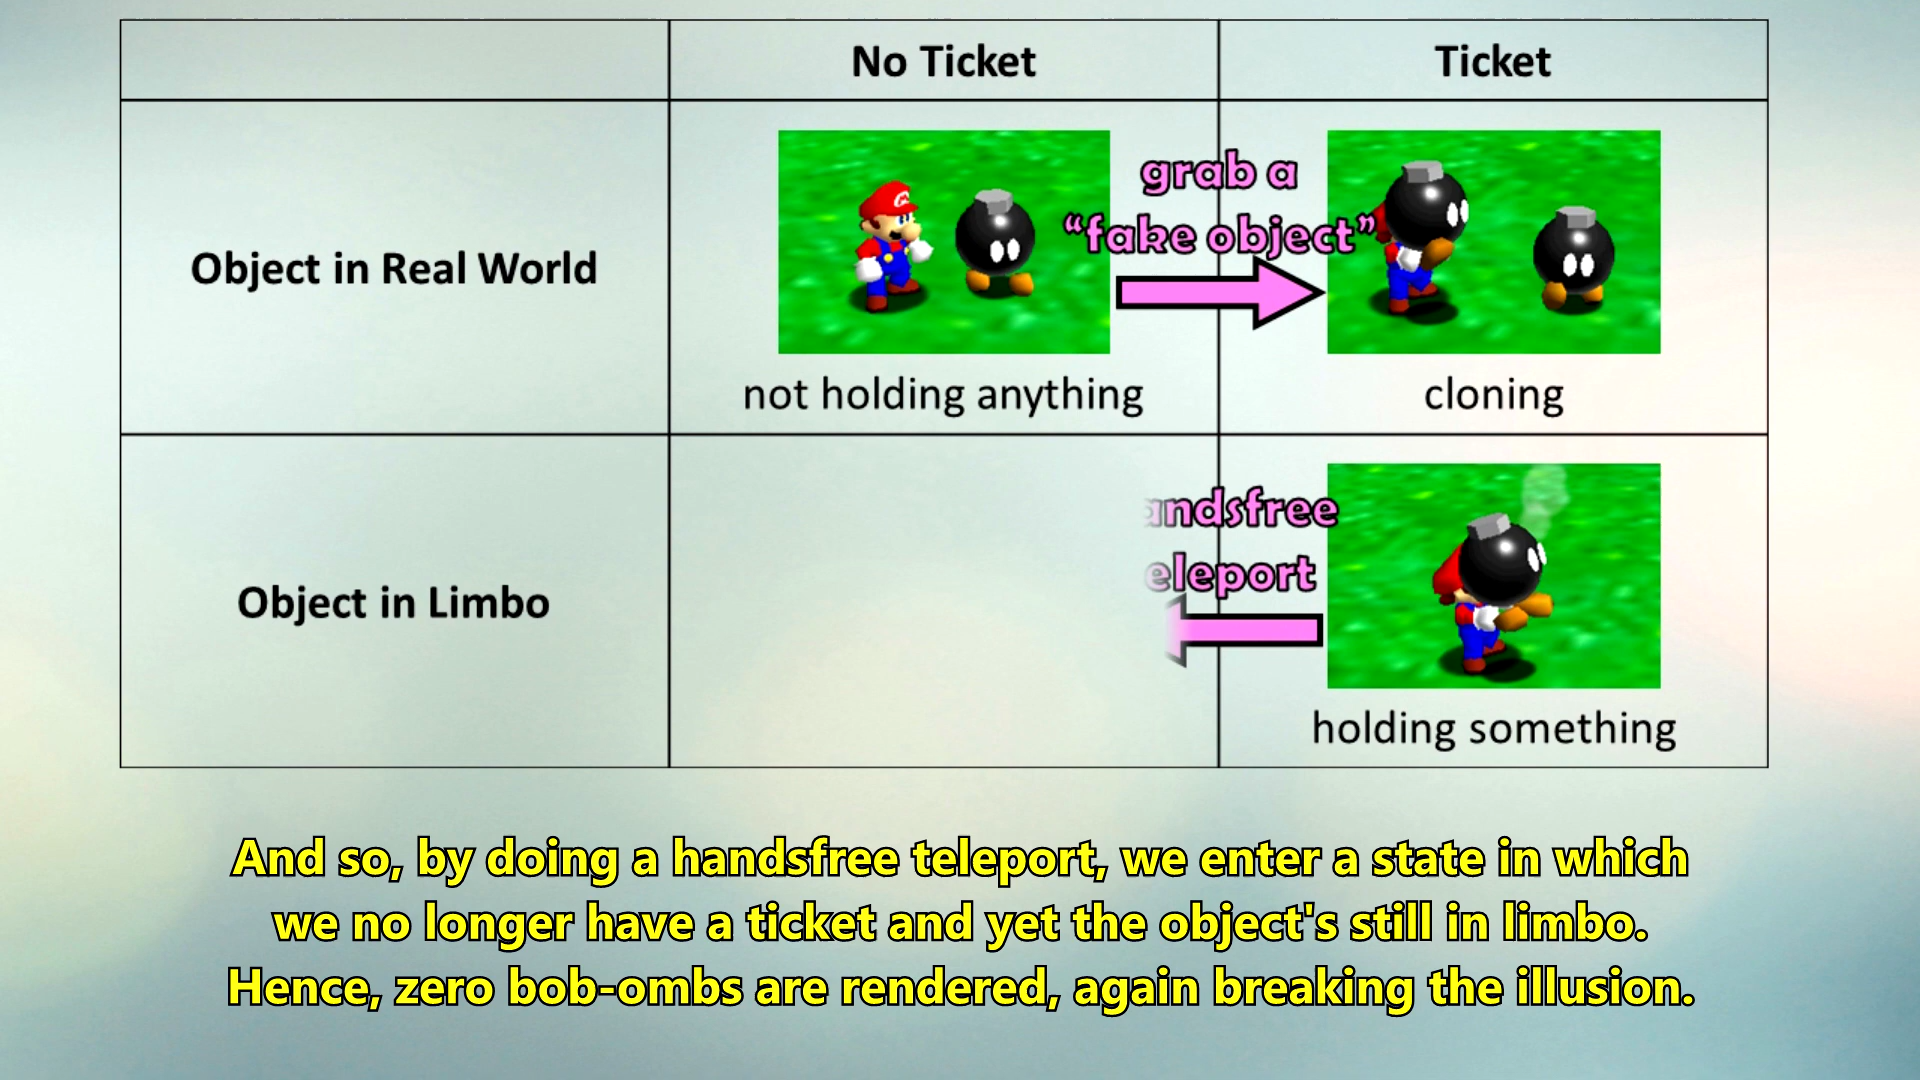 No Ticket
Ticket
Object in Real World
grab a
“fake object”
not holding anything
cloning
Object in Limbo
andsfree
eleport
holding something
And so, by doing a handsfree teleport, we enter a state in which
we no longer have a ticket and yet the object's still in limbo.
Hence, zero bob-ombs are rendered, again breaking the illusion.